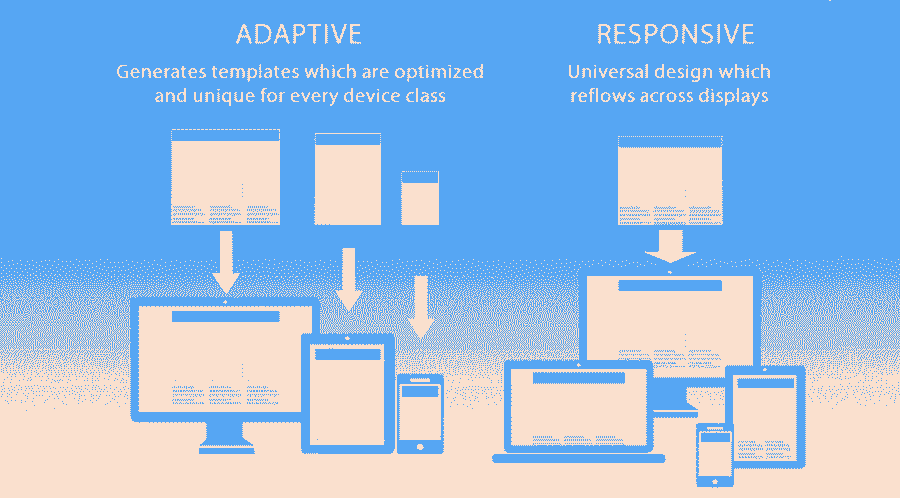 ADAPTIVE
Generates templates which are optimized
and unique for every device class
RESPONSIVE
Universal design which
reflows across displays